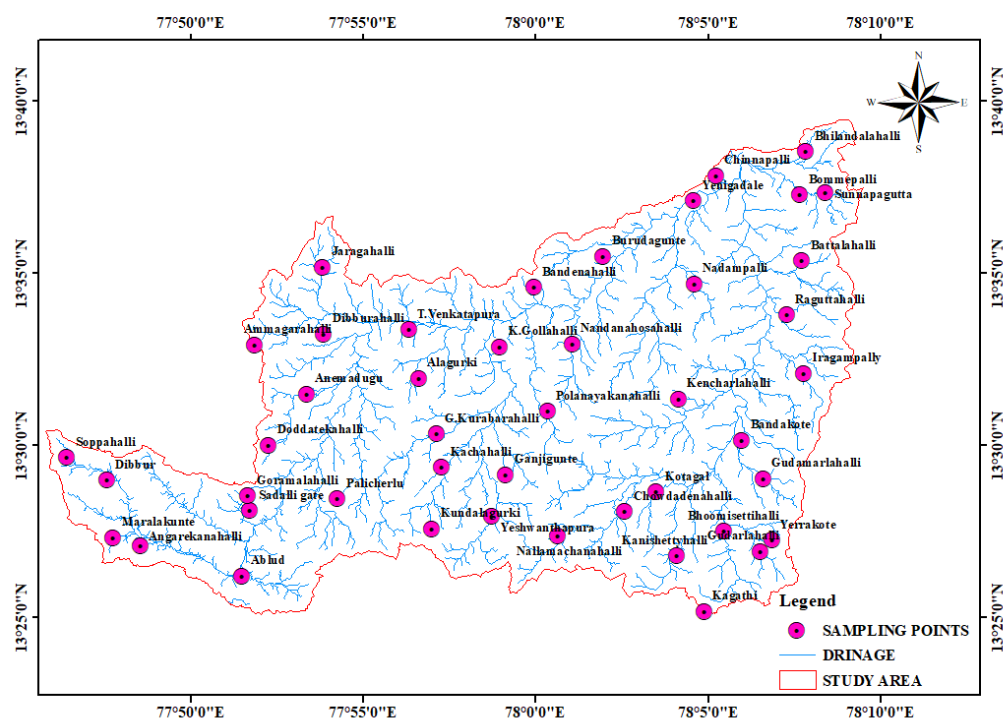 77°50'0"E
77°55'0"E
78°0'0"E
78°5'0"E
78°10'0"E
13°40'0"N
13°40'0"N
N
W
E
S
Bhilandalahalli
Chinnapalli
Yenigadale
Bommepalli
Sunnapagutta
Burudagunte
Battalahalli
Jaragahalli
Bandenahalli
Nadampalli
13°35'0"N
13°35'0"N
Raguttahalli
Ammagarahalli
Dibburahalli
T.Venkatapura
K.Gollahalli
Nandanahosahalli
Iragampally
Alagurki
Anemadugu
Kencharlahalli
Polanayakanahalli
G.Kurabarahalli
Bandakote
Doddatekahalli
13°30'0"N
13°30'0"N
Soppahalli
Dibbur
Kachahalli
Ganjigunte
Gudamarlahalli
Goramalahalli
Sadalli gate
Palicherlu
Kotagal
Chowdadenahalli
Kundalagurki
Bhoomisettihalli
Maralakunte
Angarekanahalli
Yeshwanthapura
Yerrakote
Gudarlahalli
Kanishettyhalli
Nallamachanahalli
Abhud
Kagathi
13°25'0"N
13°25'0"N
Legend
SAMPLING POINTS
DRINAGE
STUDY AREA
77°50'0"E
77°55'0"E
78°0'0"E
78°5'0"E
78°10'0"E